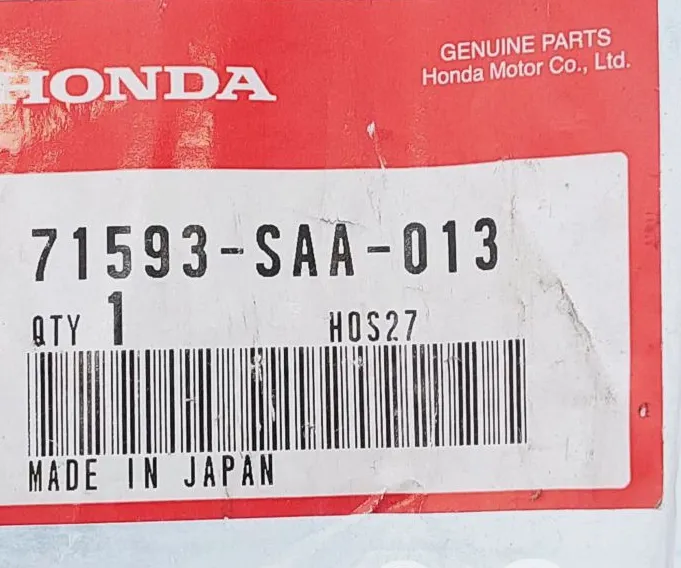 HONDA
GENUINE PARTS
Honda Motor Co., Ltd.
71593-SAA-013
QTY 1 HOS27
MADE IN JAPAN